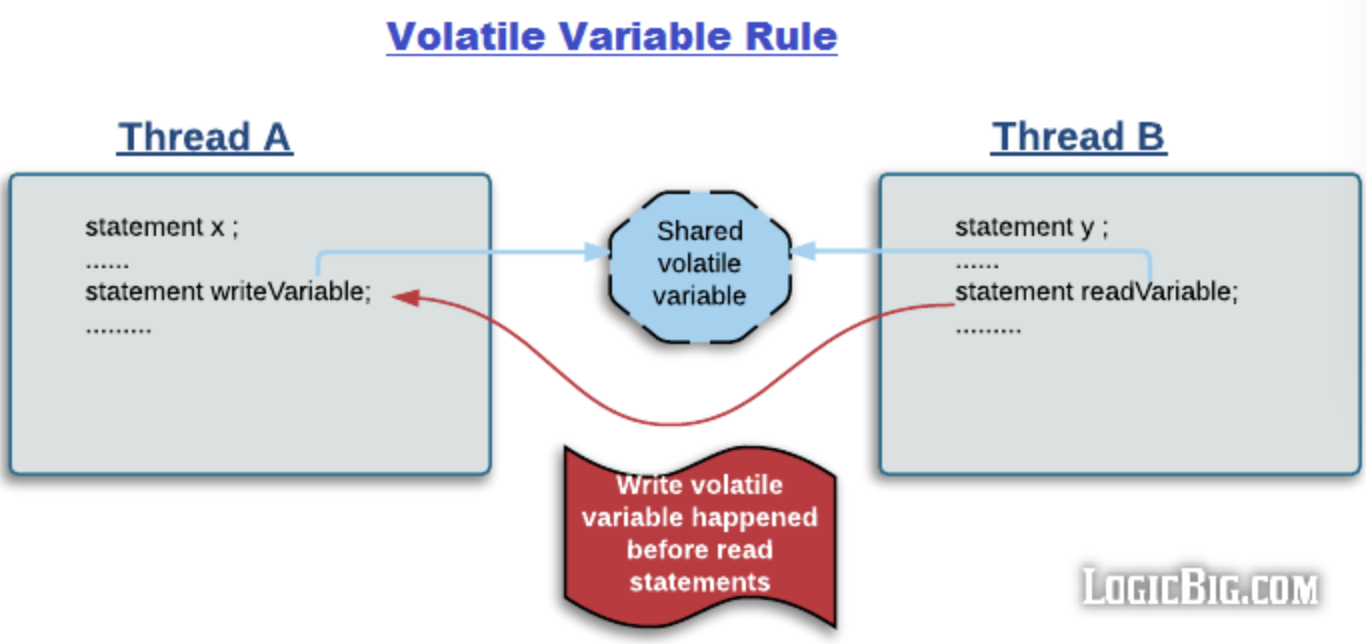 Volatile Variable Rule
Thread A
statement x ;
......
statement writeVariable;
.........
Shared
volatile
variable
Thread B
statement y ;
......
statement readVariable;
.........
Write volatile
variable happened
before read
statements
LogicBig.com